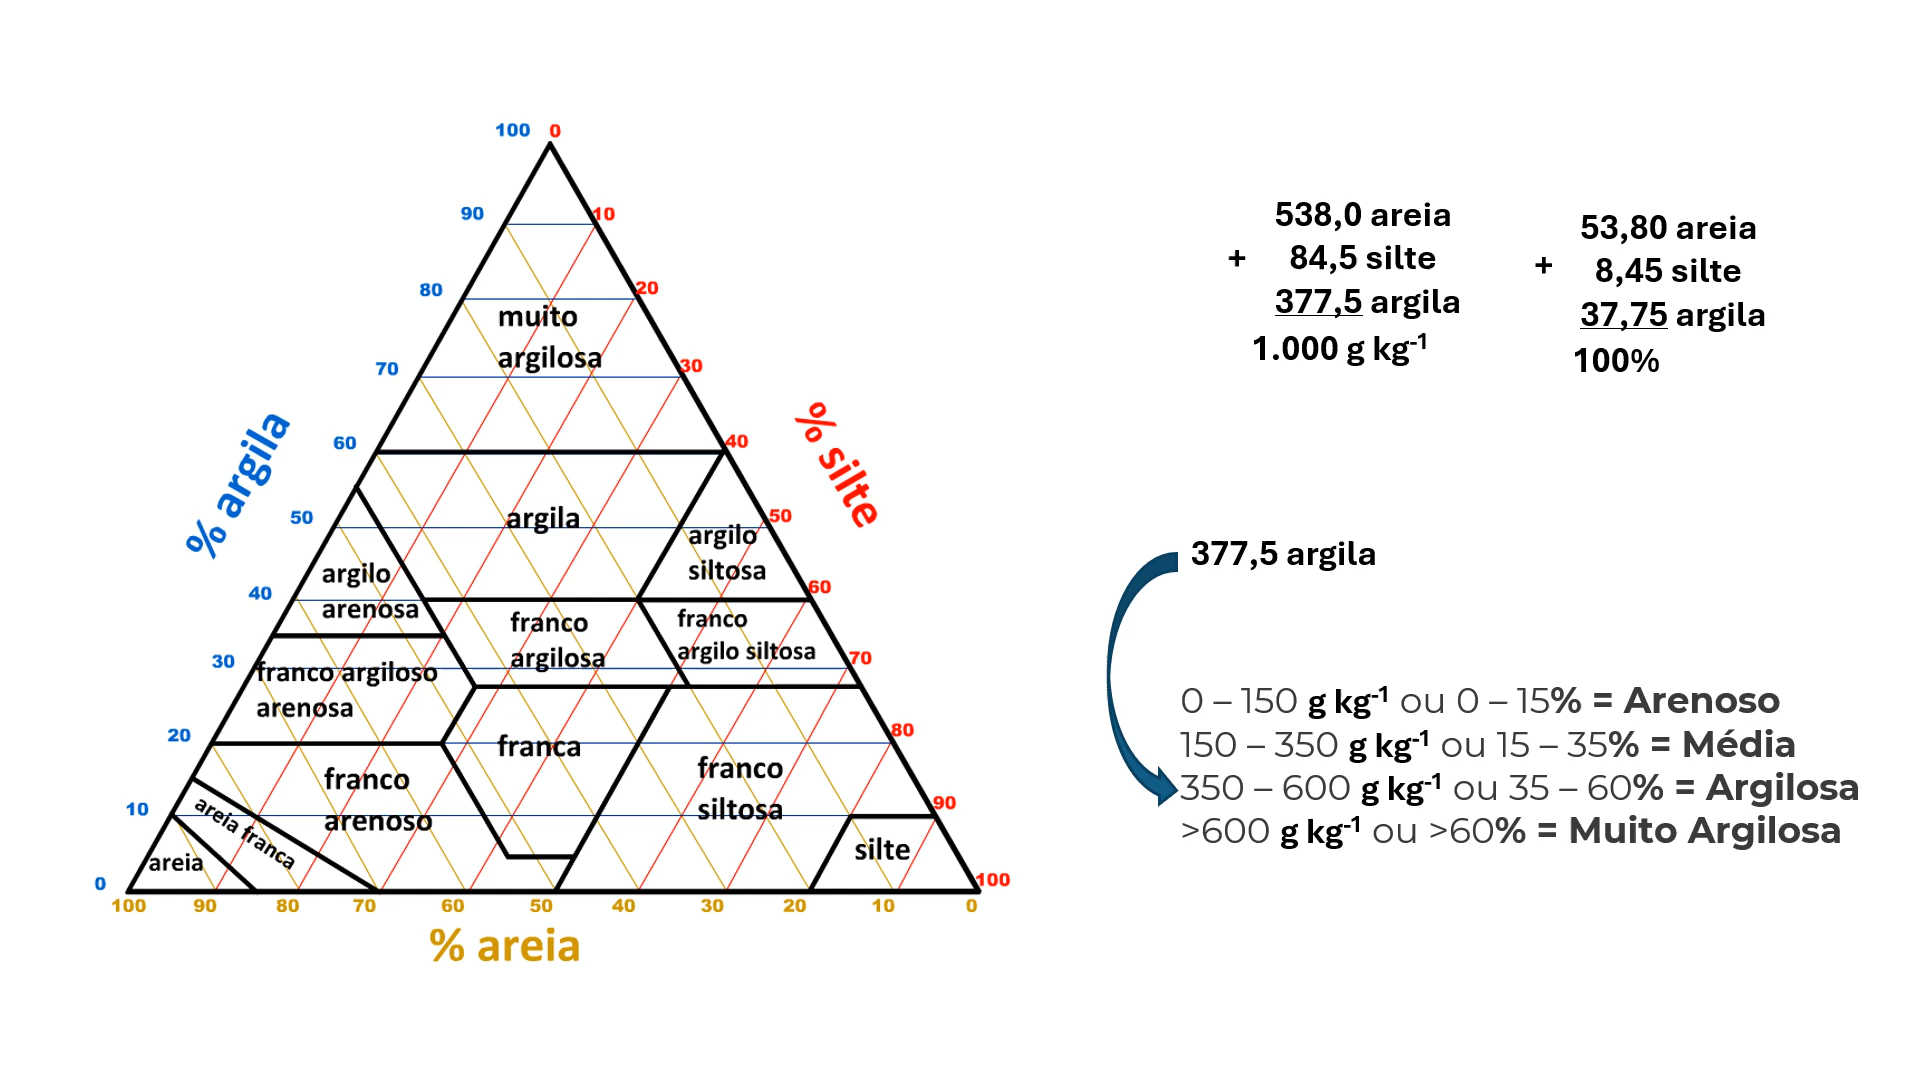 100 0
90 10
80 20
muito
argilosa
70 30
60 40
% argila
% silte
50 50
argila
argilo
siltosa
argilo
arenosa
40 60
franco
argilosa
franco
argilo siltosa
30 70
franco argiloso
arenosa
20 80
franca
franco
arenoso
franco
siltosa
10 90
areia franca
areia
silte
0 100
100 90 80 70 60 50 40 30 20 10 0
% areia
538,0 areia
+ 84,5 silte
377,5 argila
1.000 g kg⁻¹
53,80 areia
+ 8,45 silte
37,75 argila
100%
377,5 argila
0 – 150 g kg⁻¹ ou 0 – 15% = Arenoso
150 – 350 g kg⁻¹ ou 15 – 35% = Média
350 – 600 g kg⁻¹ ou 35 – 60% = Argilosa
>600 g kg⁻¹ ou >60% = Muito Argilosa